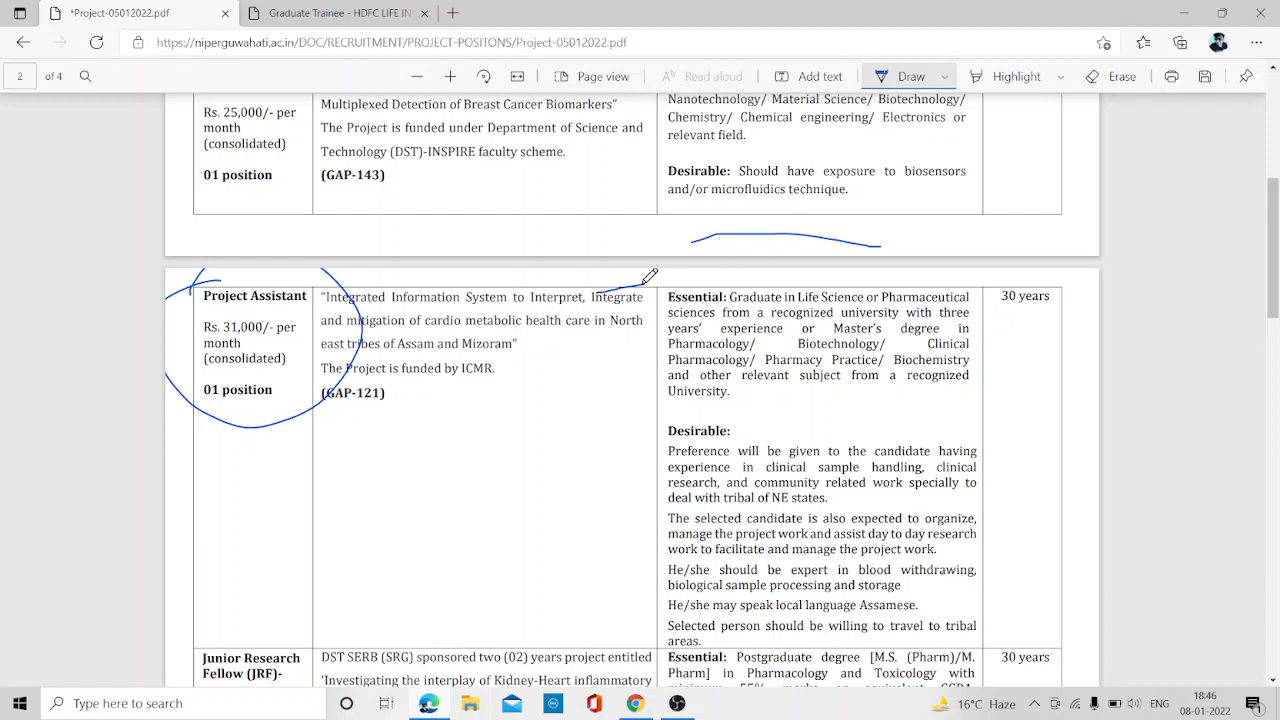 *Project-05012022.pdf
Graduate Trainee - HDFC LIFE IN
https://niperguwahati.ac.in/DOC/RECRUITMENT/PROJECT-POSITONS/Project-05012022.pdf
2 of 4
Page view
Read aloud
Add text
Draw
Highlight
Erase
Rs. 25,000/- per
month
(consolidated)
01 position
Multiplexed Detection of Breast Cancer Biomarkers"
The Project is funded under Department of Science and
Technology (DST)-INSPIRE faculty scheme.
(GAP-143)
Nanotechnology/ Material Science/ Biotechnology/
Chemistry/ Chemical engineering/ Electronics or
relevant field.
Desirable: Should have exposure to biosensors
and/or microfluidics technique.
Project Assistant
Rs. 31,000/- per
month
(consolidated)
01 position
"Integrated Information System to Interpret, Integrate
and mitigation of cardio metabolic health care in North
east tribes of Assam and Mizoram"
The Project is funded by ICMR.
(GAP-121)
Essential: Graduate in Life Science or Pharmaceutical
sciences from a recognized university with three
years' experience or Master's degree in
Pharmacology/ Biotechnology/ Clinical
Pharmacology/ Pharmacy Practice/ Biochemistry
and other relevant subject from a recognized
University.
Desirable:
Preference will be given to the candidate having
experience in clinical sample handling, clinical
research, and community related work specially to
deal with tribal of NE states.
The selected candidate is also expected to organize,
manage the project work and assist day to day research
work to facilitate and manage the project work.
He/she should be expert in blood withdrawing,
biological sample processing and storage
He/she may speak local language Assamese.
Selected person should be willing to travel to tribal
areas.
30 years
Junior Research
Fellow (JRF)-
DST SERB (SRG) sponsored two (02) years project entitled
'Investigating the interplay of Kidney-Heart inflammatory
Essential: Postgraduate degree [M.S. (Pharm)/M.
Pharm] in Pharmacology and Toxicology with
30 years
Type here to search
16°C Haze
ENG
18:46
08-01-2022